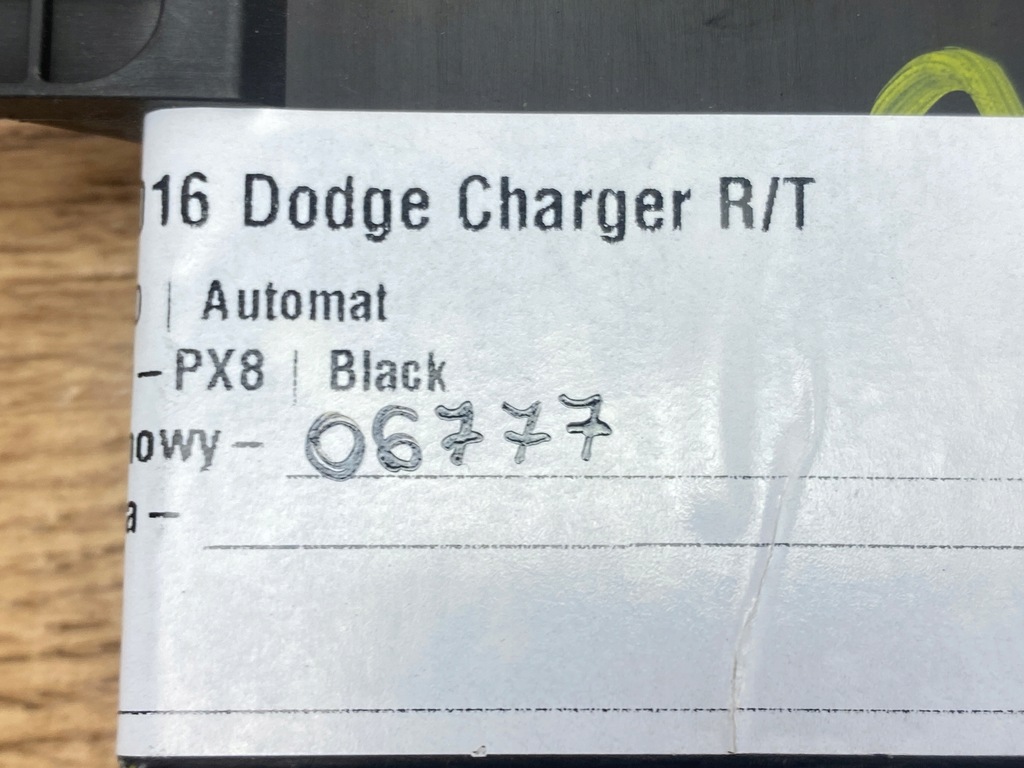 16 Dodge Charger R/T
| Automat
-PX8 | Black
owy - 06777
a -